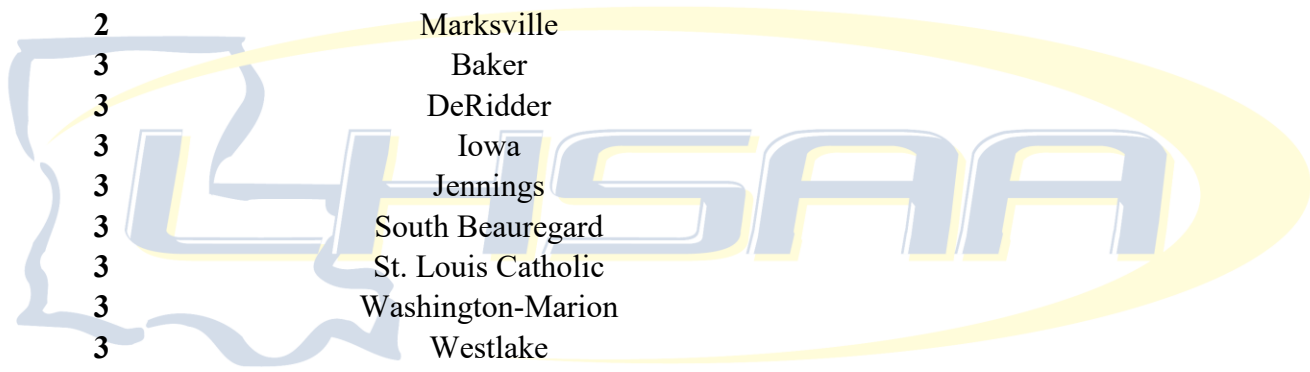 2 Marksville
3 Baker
3 DeRidder
3 Iowa
3 Jennings
3 South Beauregard
3 St. Louis Catholic
3 Washington-Marion
3 Westlake
LHSAA